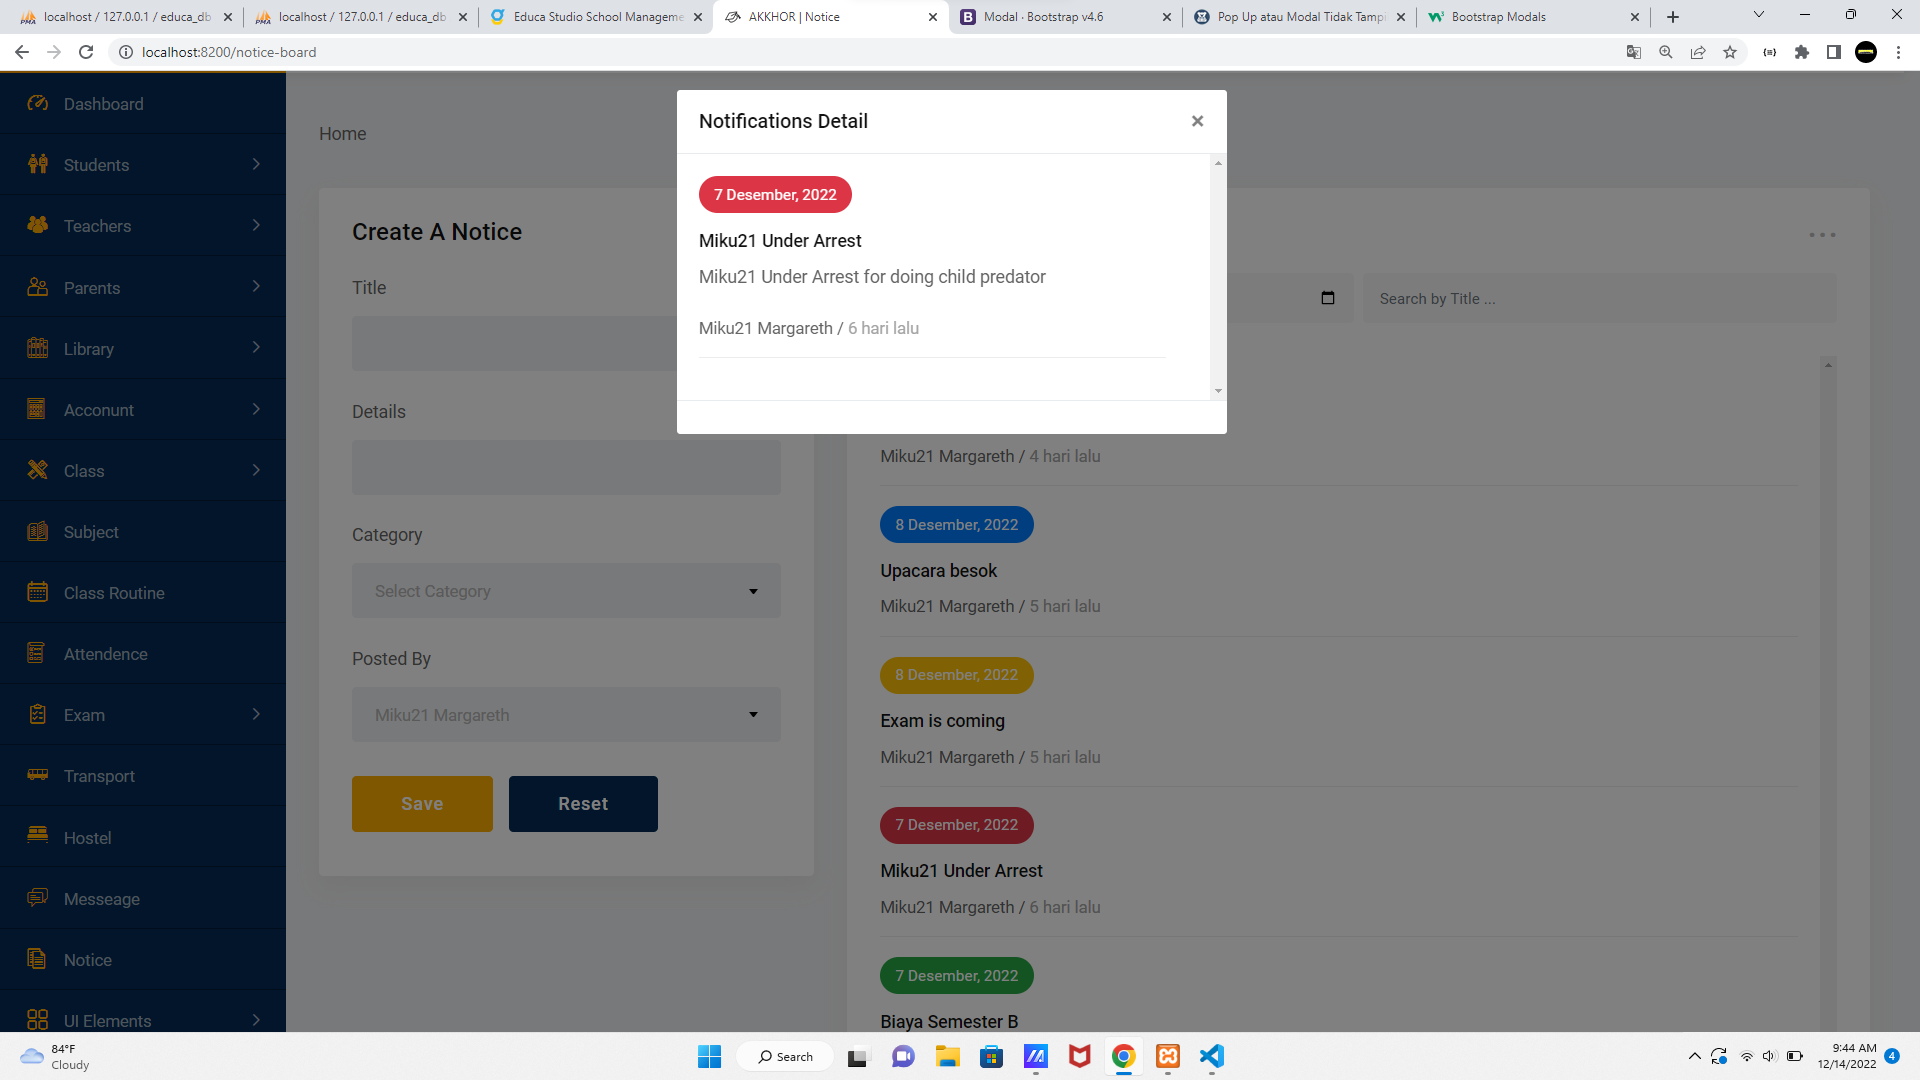 localhost / 127.0.0.1 / educa_db
localhost / 127.0.0.1 / educa_db
Educa Studio School Manageme
AKKHOR | Notice
Modal · Bootstrap v4.6
Pop Up atau Modal Tidak Tampi
Bootstrap Modals
localhost:8200/notice-board
Dashboard
Students
Teachers
Parents
Library
Acconunt
Class
Subject
Class Routine
Attendence
Exam
Transport
Hostel
Messeage
Notice
UI Elements
Home
Create A Notice
Title
Details
Category
Select Category
Posted By
Miku21 Margareth
Save
Reset
Notifications Detail
×
7 Desember, 2022
Miku21 Under Arrest
Miku21 Under Arrest for doing child predator
Miku21 Margareth / 6 hari lalu
Search by Title ...
Miku21 Margareth / 4 hari lalu
8 Desember, 2022
Upacara besok
Miku21 Margareth / 5 hari lalu
8 Desember, 2022
Exam is coming
Miku21 Margareth / 5 hari lalu
7 Desember, 2022
Miku21 Under Arrest
Miku21 Margareth / 6 hari lalu
7 Desember, 2022
Biaya Semester B
84°F
Cloudy
Search
9:44 AM
12/14/2022
4